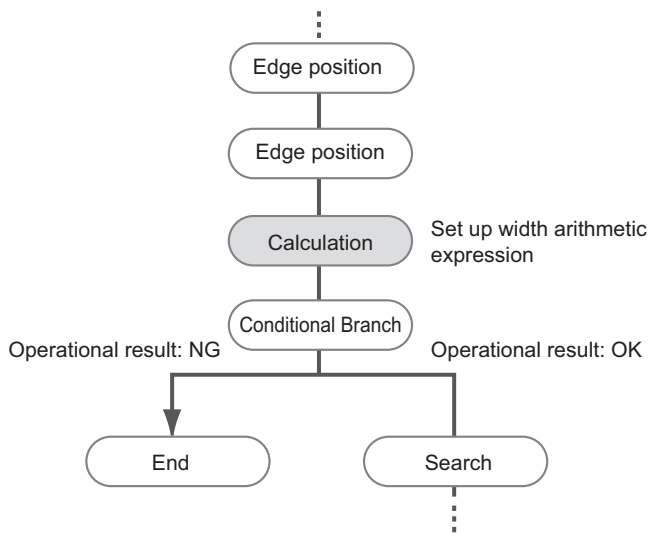 Edge position
Edge position
Calculation
Set up width arithmetic
expression
Conditional Branch
Operational result: NG
Operational result: OK
End
Search